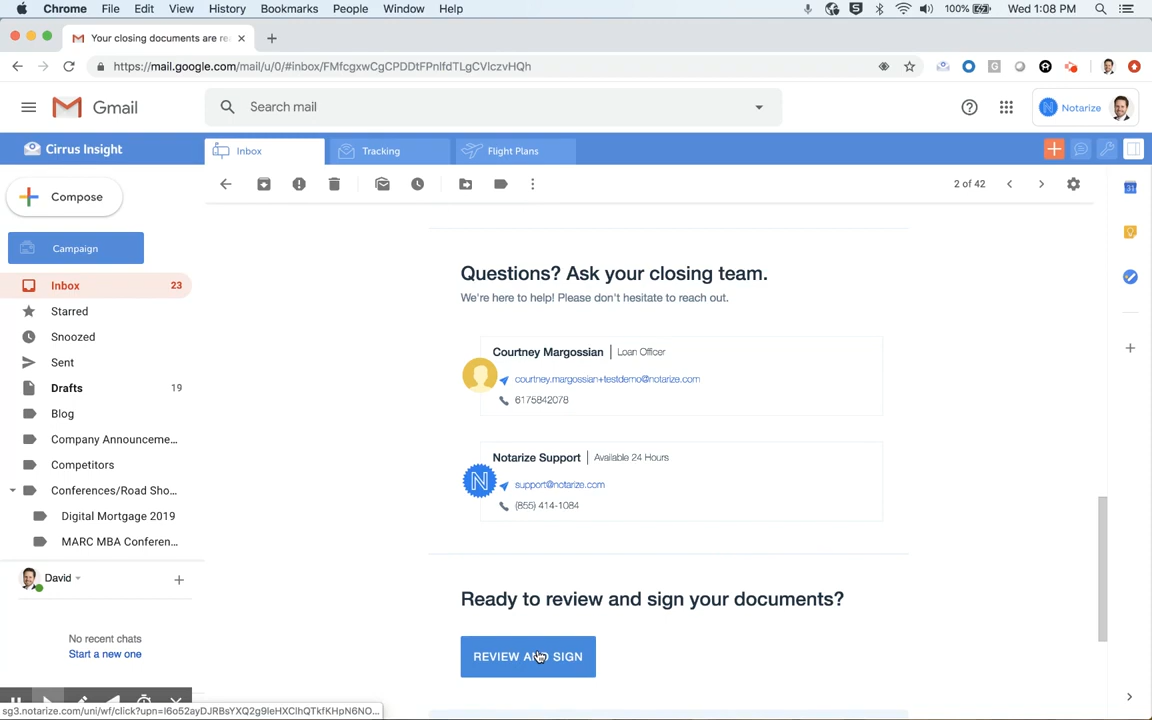 Chrome File Edit View History Bookmarks People Window Help 100% Wed 1:08 PM
Your closing documents are re
https://mail.google.com/mail/u/0/#inbox/FMfcgxwCgCPDDtFPnlfdTLgCVlczvHQh
Gmail
Search mail
Notarize
Cirrus Insight
Inbox
Tracking
Flight Plans
Compose
2 of 42
Campaign
Inbox 23
Starred
Snoozed
Sent
Drafts 19
Blog
Company Announceme...
Competitors
Conferences/Road Sho...
Digital Mortgage 2019
MARC MBA Conferen...
David
No recent chats
Start a new one
Questions? Ask your closing team.
We're here to help! Please don't hesitate to reach out.
Courtney Margossian | Loan Officer
courtney.margossian+testdemo@notarize.com
6175842078
Notarize Support | Available 24 Hours
N
support@notarize.com
(855) 414-1084
Ready to review and sign your documents?
REVIEW AND SIGN
31